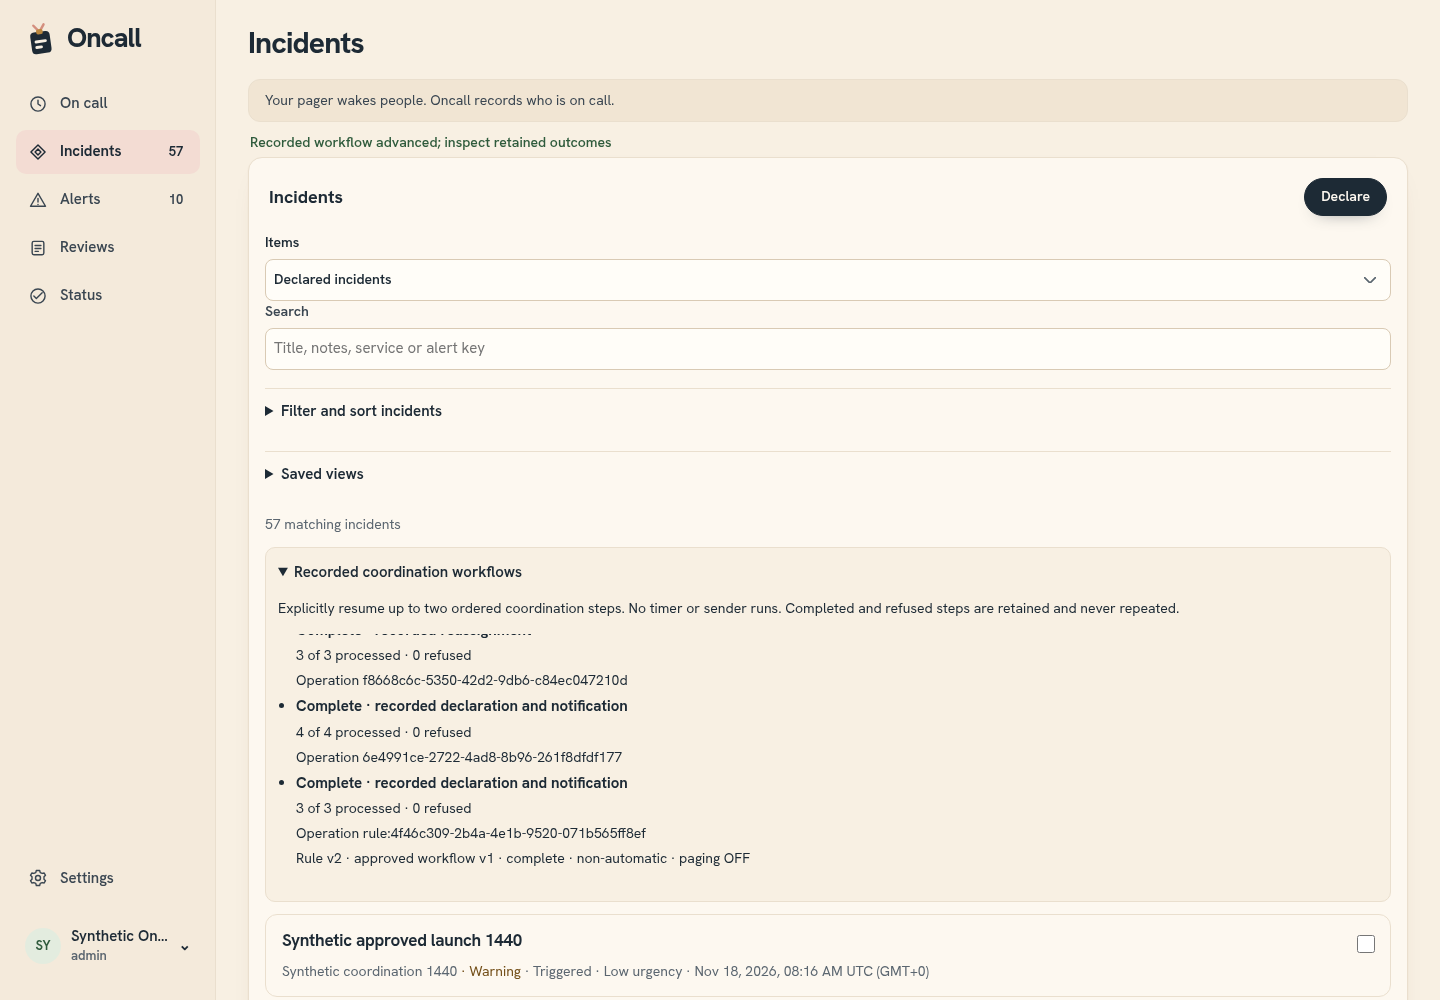 Oncall
On call
Incidents 57
Alerts 10
Reviews
Status
Settings
SY
Synthetic On...
admin
Incidents
Your pager wakes people. Oncall records who is on call.
Recorded workflow advanced; inspect retained outcomes
Incidents
Declare
Items
Declared incidents
Search
Title, notes, service or alert key
Filter and sort incidents
Saved views
57 matching incidents
Recorded coordination workflows
Explicitly resume up to two ordered coordination steps. No timer or sender runs. Completed and refused steps are retained and never repeated.
Complete · recorded reassignment
3 of 3 processed · 0 refused
Operation f8668c6c-5350-42d2-9db6-c84ec047210d
Complete · recorded declaration and notification
4 of 4 processed · 0 refused
Operation 6e4991ce-2722-4ad8-8b96-261f8dfdf177
Complete · recorded declaration and notification
3 of 3 processed · 0 refused
Operation rule:4f46c309-2b4a-4e1b-9520-071b565ff8ef
Rule v2 · approved workflow v1 · complete · non-automatic · paging OFF
Synthetic approved launch 1440
Synthetic coordination 1440 · Warning · Triggered · Low urgency · Nov 18, 2026, 08:16 AM UTC (GMT+0)